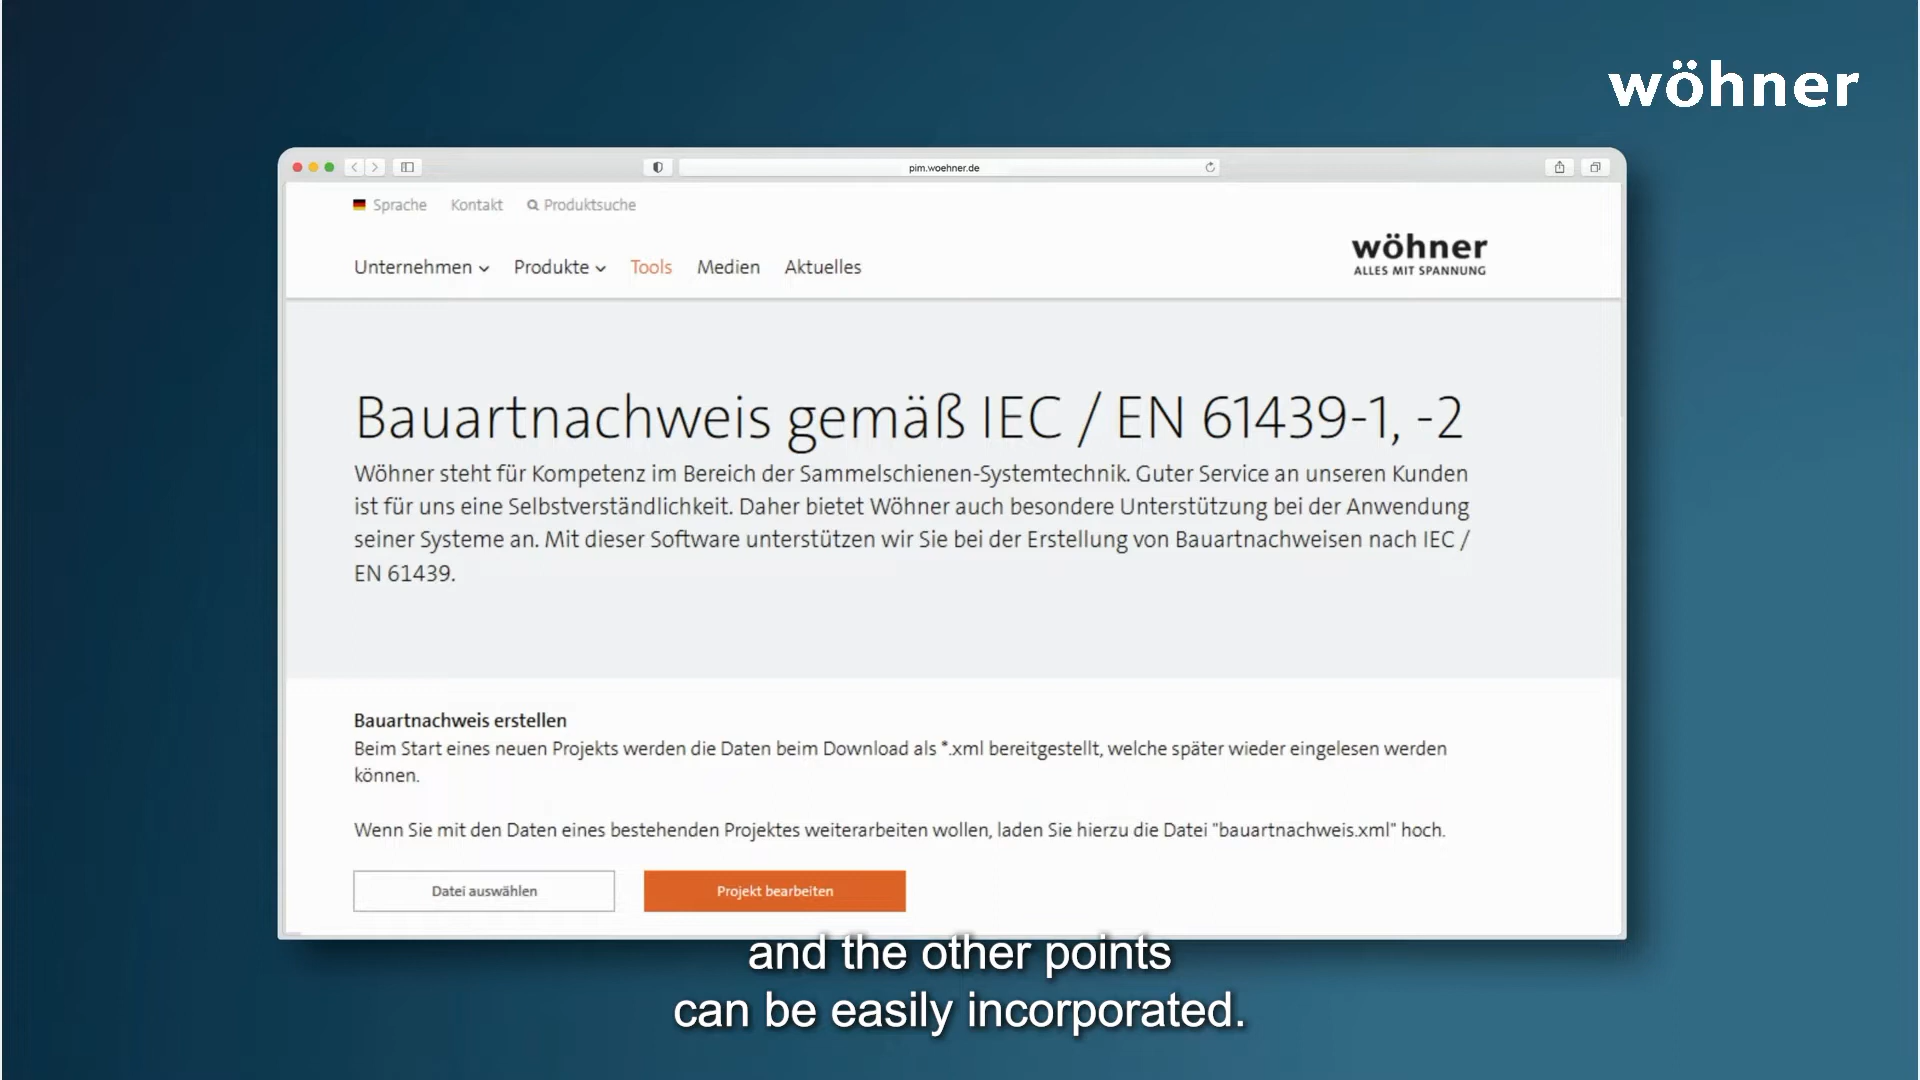 wöhner
pim.woehner.de
Sprache Kontakt Produktsuche
Unternehmen Produkte Tools Medien Aktuelles
wöhner
ALLES MIT SPANNUNG
Bauartnachweis gemäß IEC / EN 61439-1, -2
Wöhner steht für Kompetenz im Bereich der Sammelschienen-Systemtechnik. Guter Service an unseren Kunden
ist für uns eine Selbstverständlichkeit. Daher bietet Wöhner auch besondere Unterstützung bei der Anwendung
seiner Systeme an. Mit dieser Software unterstützen wir Sie bei der Erstellung von Bauartnachweisen nach IEC /
EN 61439.
Bauartnachweis erstellen
Beim Start eines neuen Projekts werden die Daten beim Download als *.xml bereitgestellt, welche später wieder eingelesen werden
können.
Wenn Sie mit den Daten eines bestehenden Projektes weiterarbeiten wollen, laden Sie hierzu die Datei "bauartnachweis.xml" hoch.
Datei auswählen Projekt bearbeiten
and the other points
can be easily incorporated.